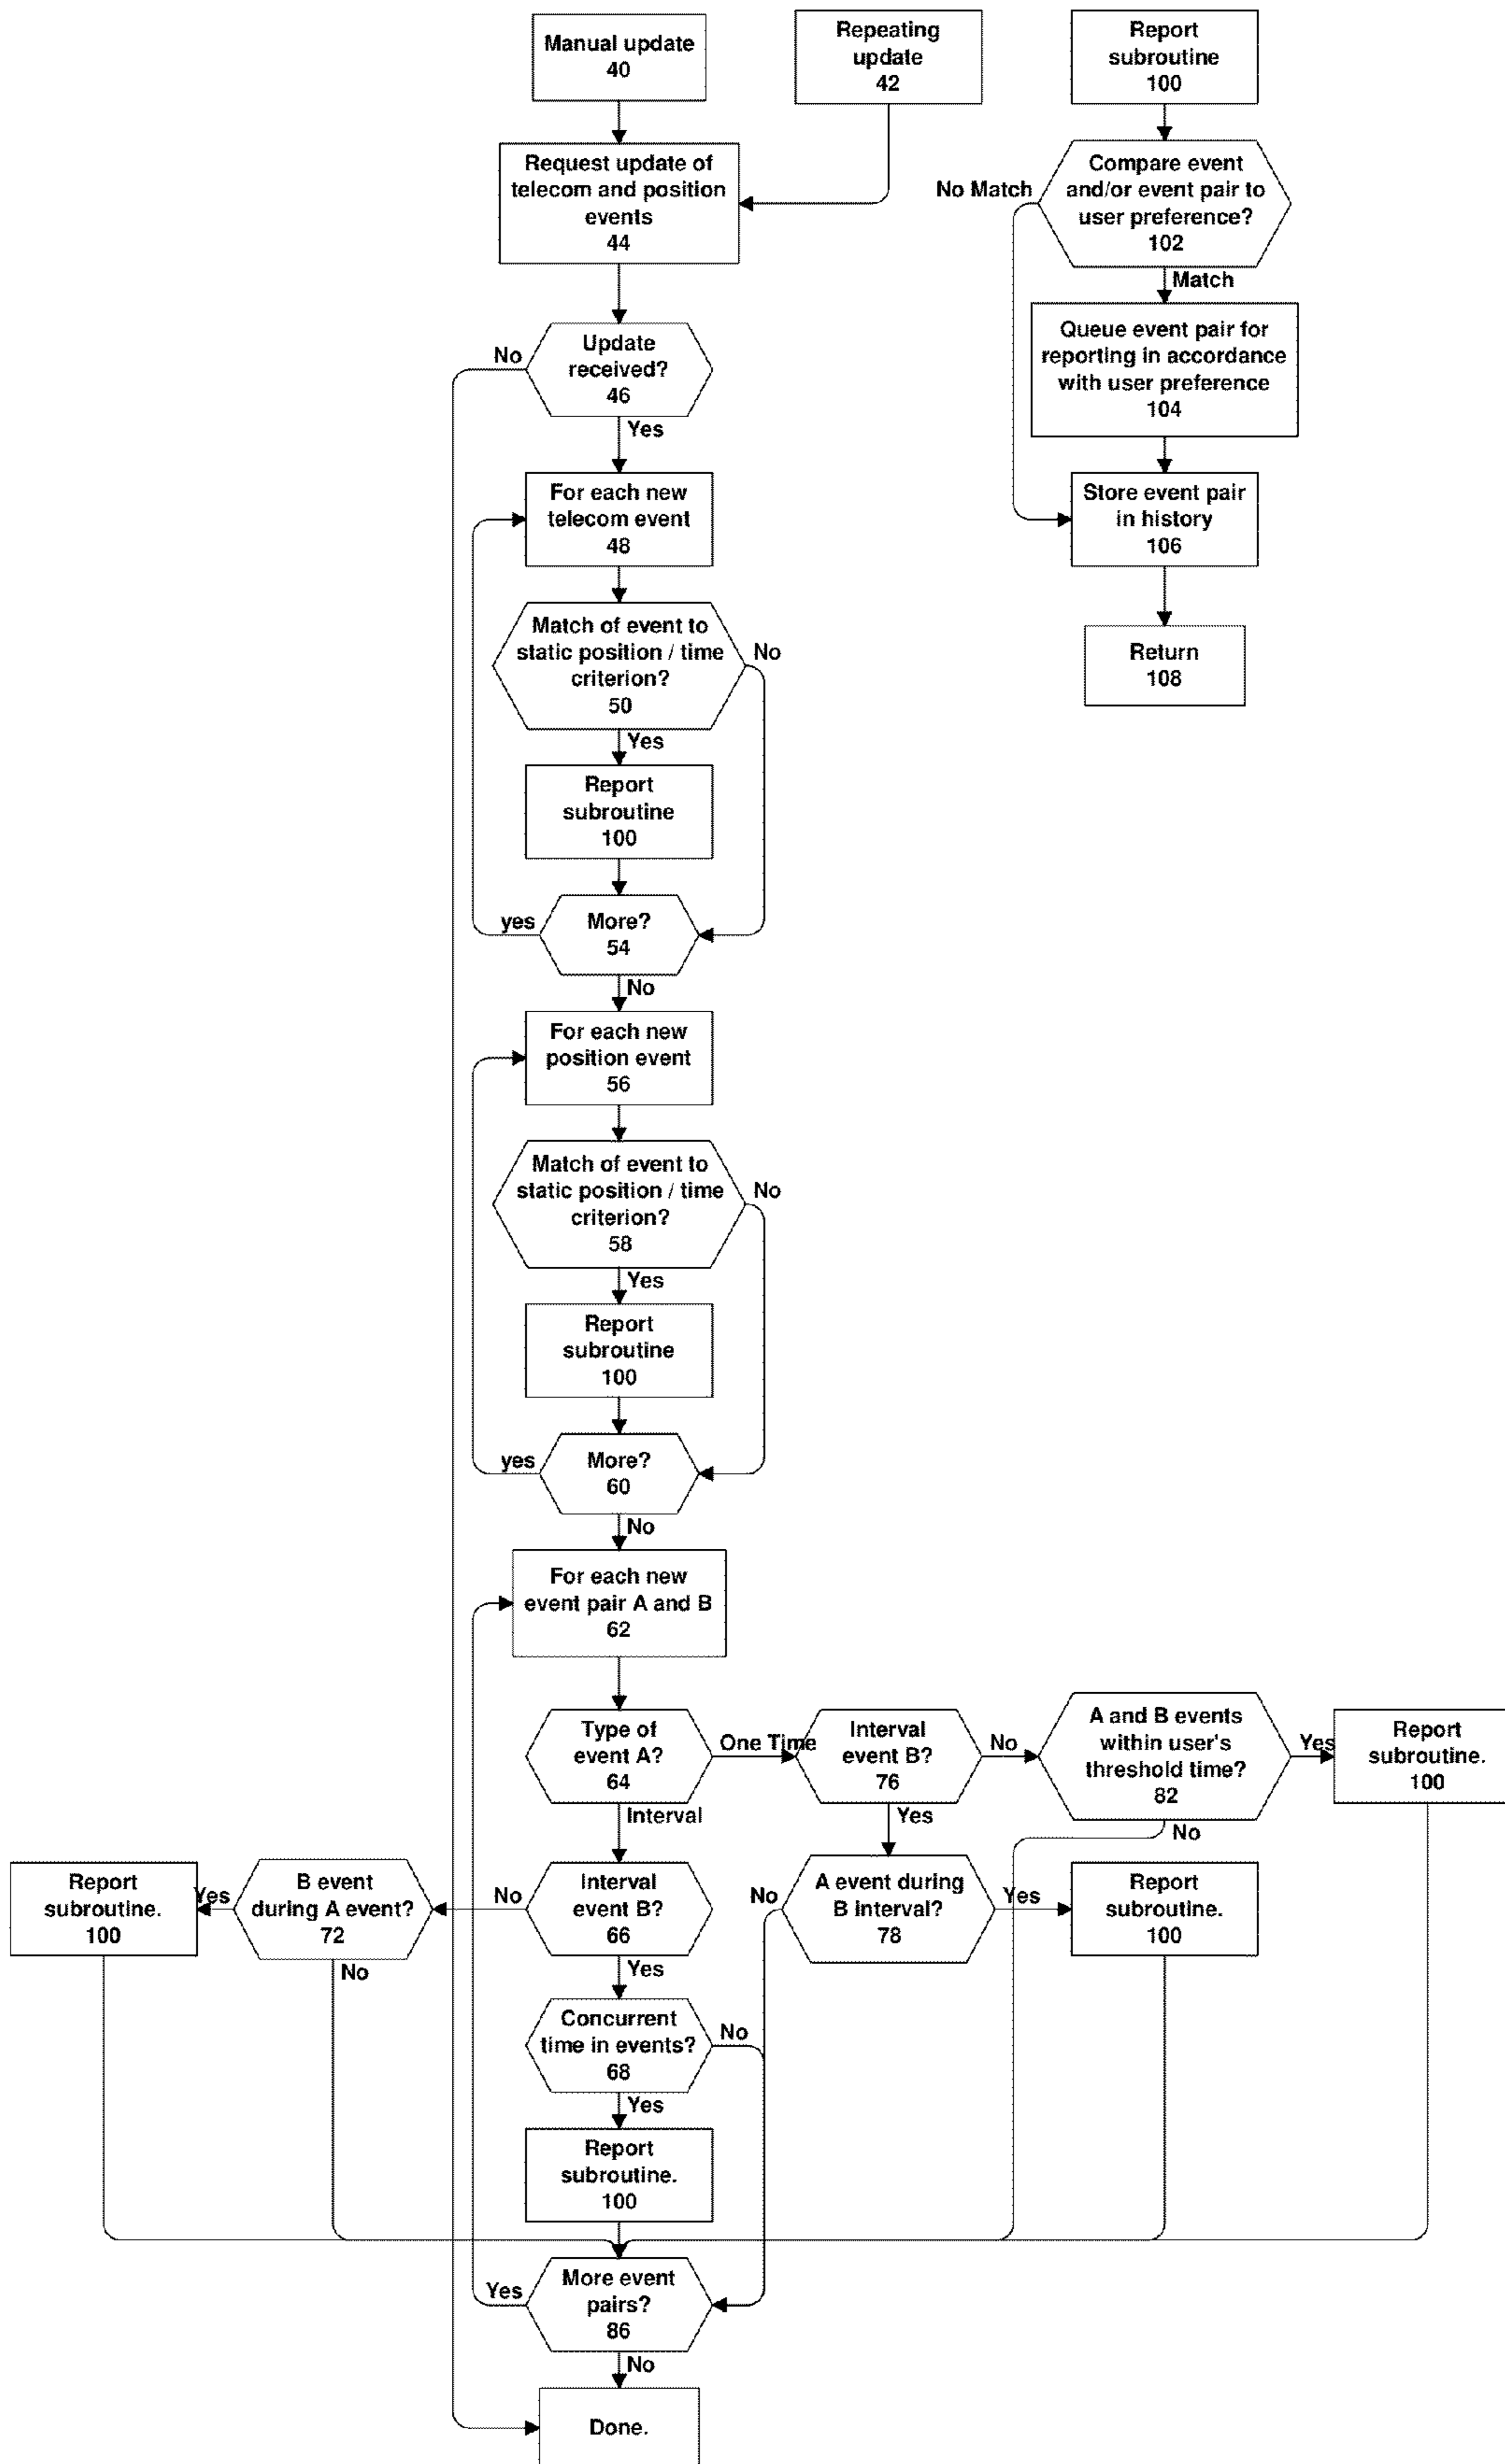 Manual update
40
Repeating
update
42
Report
subroutine
100
Request update of
telecom and position
events
44
No Match
Compare event
and/or event pair to
user preference?
102
Match
Queue event pair for
reporting in accordance
with user preference
104
Store event pair
in history
106
Return
108
No
Update
received?
46
Yes
For each new
telecom event
48
Match of event to
static position / time
criterion?
50
No
Yes
Report
subroutine
100
yes
More?
54
No
For each new
position event
56
Match of event to
static position / time
criterion?
58
No
Yes
Report
subroutine
100
yes
More?
60
No
For each new
event pair A and B
62
Type of
event A?
64
One Time
Interval
event B?
76
No
A and B events
within user's
threshold time?
82
Yes
Report
subroutine.
100
Interval
Yes
No
Report
subroutine.
100
Yes
B event
during A event?
72
No
No
Interval
event B?
66
Yes
No
A event during
B interval?
78
Yes
Report
subroutine.
100
Concurrent
time in events?
68
No
Yes
Report
subroutine.
100
Yes
More event
pairs?
86
No
Done.